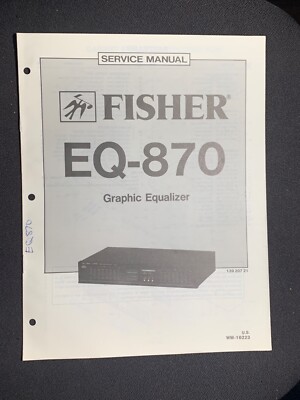 SERVICE MANUAL
FISHER®
EQ-870
Graphic Equalizer
U.S.
EQ 870